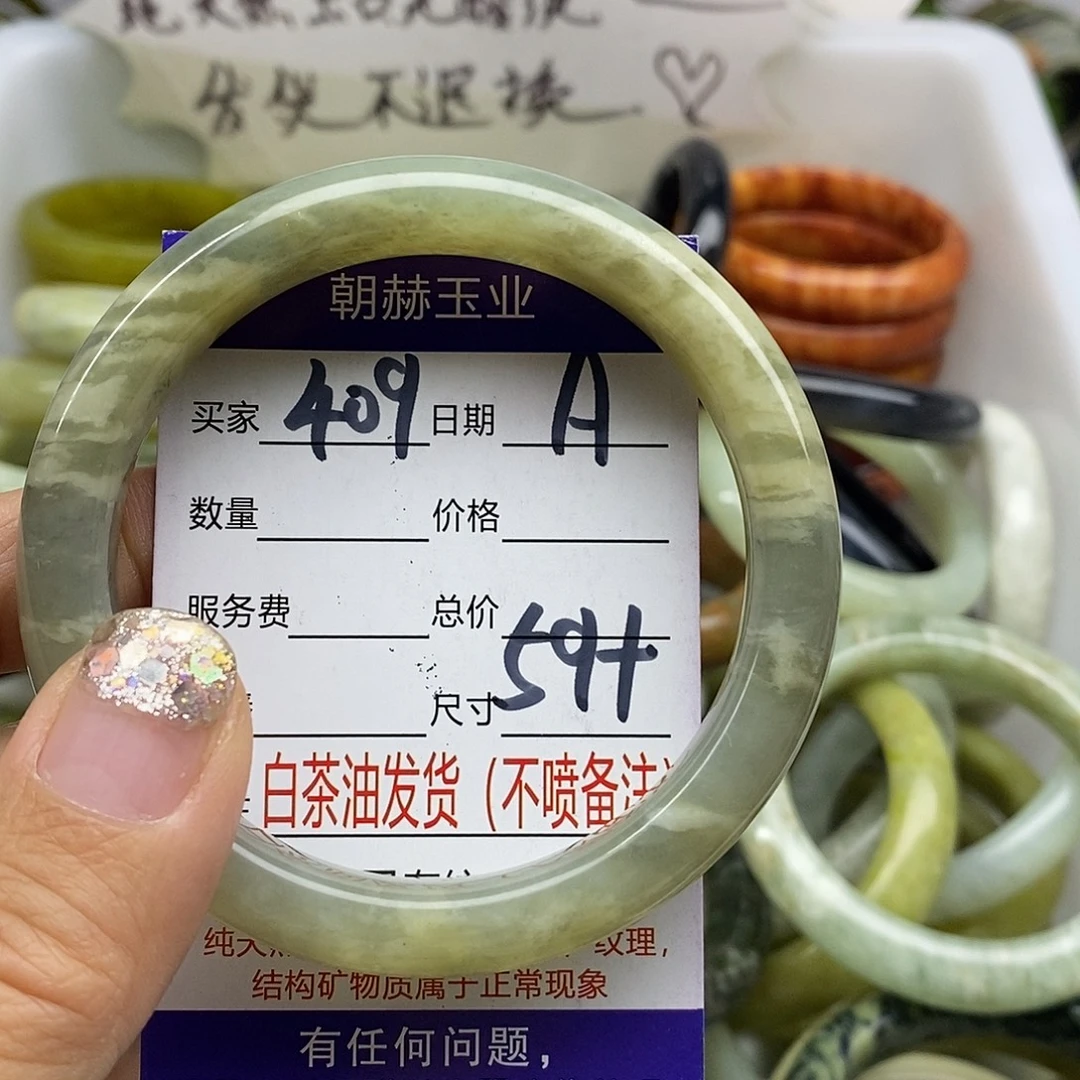 售出不退换
朝赫玉业
买家 409 日期 A
数量 价格
服务费 总价
尺寸 59+
白茶油发货（不喷备注
纹理，
结构矿物质属于正常现象
有任何问题，